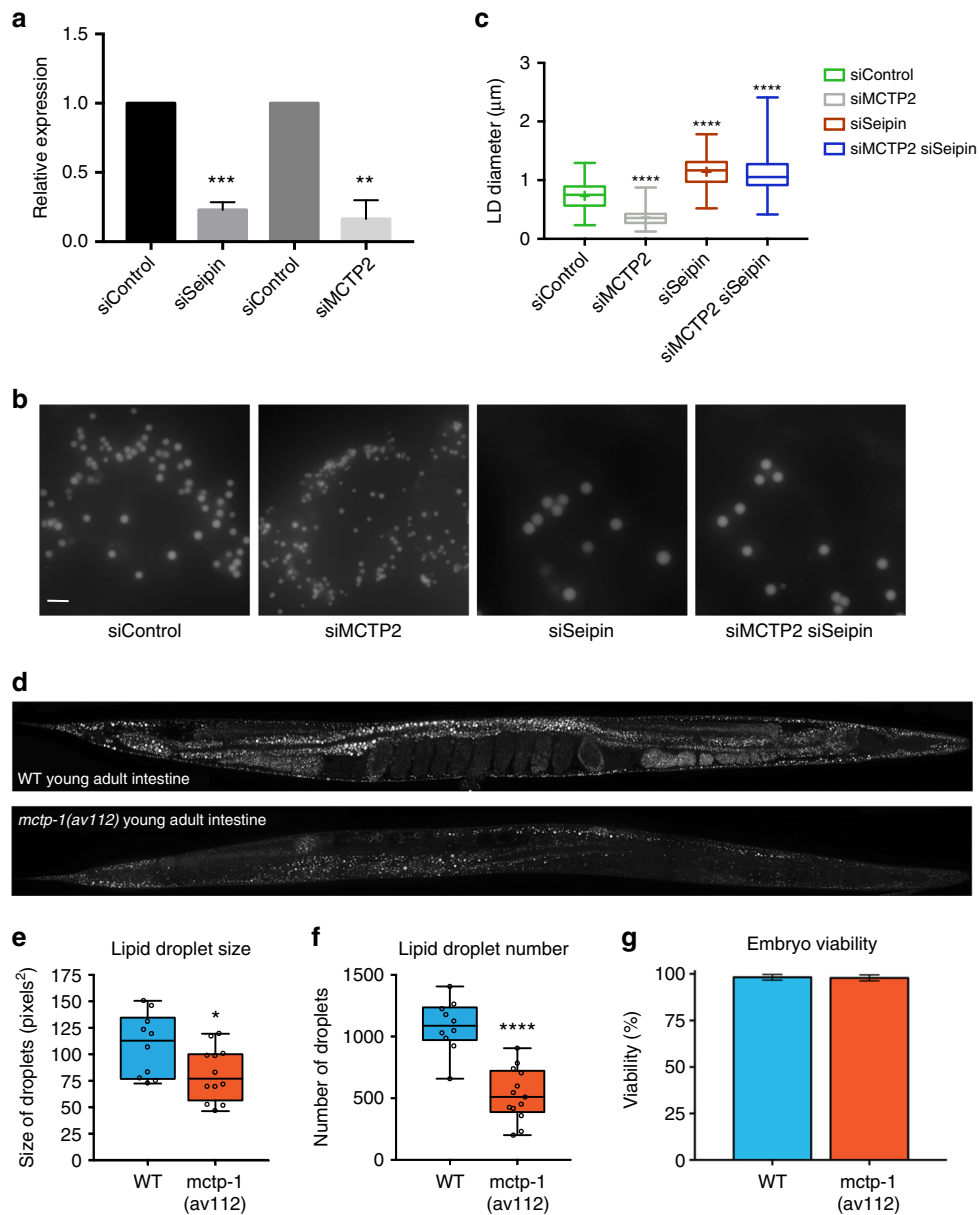 a
1.5
1.0
0.5
0.0
Relative expression
***
**
siControl
siSeipin
siControl
siMCTP2
c
3
2
1
0
LD diameter (μm)
****
****
****
siControl
siMCTP2
siSeipin
siMCTP2 siSeipin
siControl
siMCTP2
siSeipin
siMCTP2 siSeipin
b
siControl
siMCTP2
siSeipin
siMCTP2 siSeipin
d
WT young adult intestine
mctp-1(av112) young adult intestine
e
Lipid droplet size
175
150
125
100
75
50
25
0
Size of droplets (pixels²)
*
WT
mctp-1
(av112)
f
Lipid droplet number
1500
1000
500
0
Number of droplets
****
WT
mctp-1
(av112)
g
Embryo viability
100
75
50
25
0
Viability (%)
WT
mctp-1
(av112)